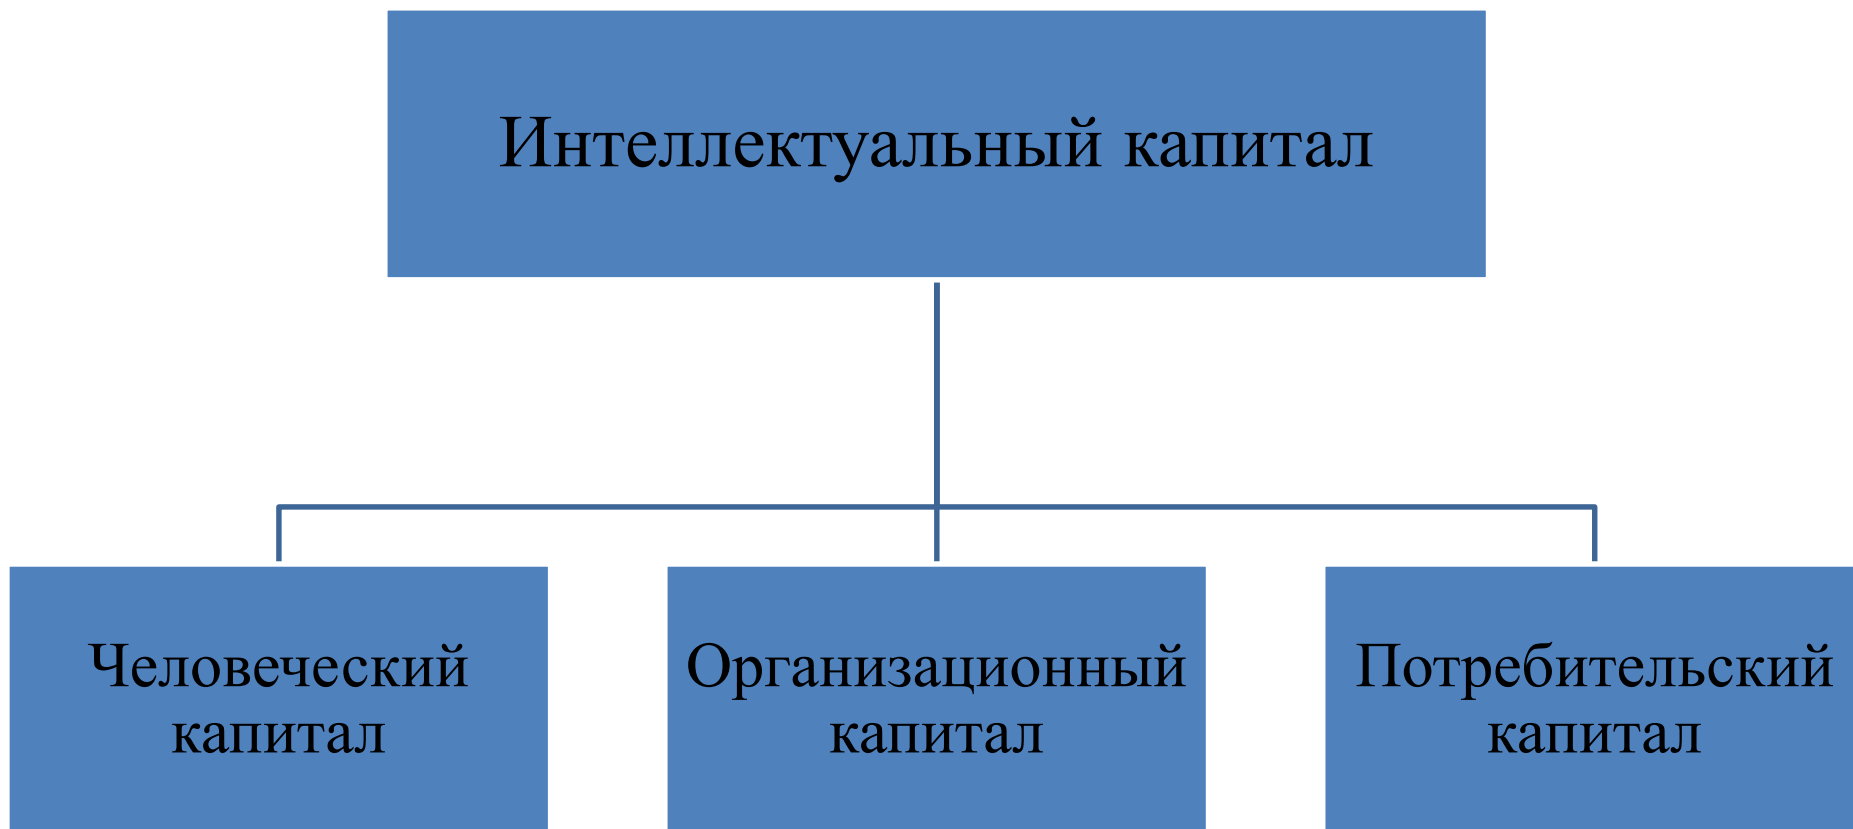 Интеллектуальный капитал
Человеческий
капитал
Организационный
капитал
Потребительский
капитал